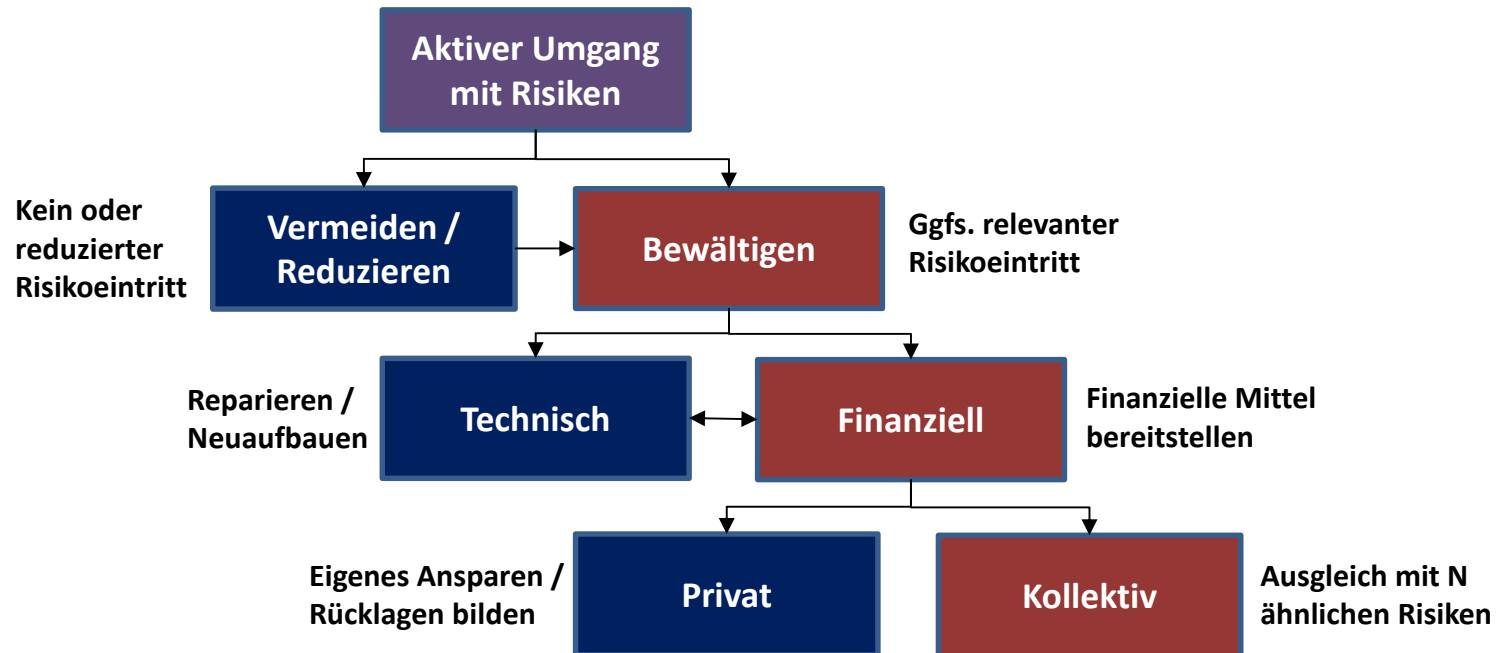 Aktiver Umgang
mit Risiken
Kein oder
reduzierter
Risikoeintritt
Vermeiden /
Reduzieren
Bewältigen
Ggfs. relevanter
Risikoeintritt
Reparieren /
Neuaufbauen
Technisch
Finanziell
Finanzielle Mittel
bereitstellen
Eigenes Ansparen /
Rücklagen bilden
Privat
Kollektiv
Ausgleich mit N
ähnlichen Risiken